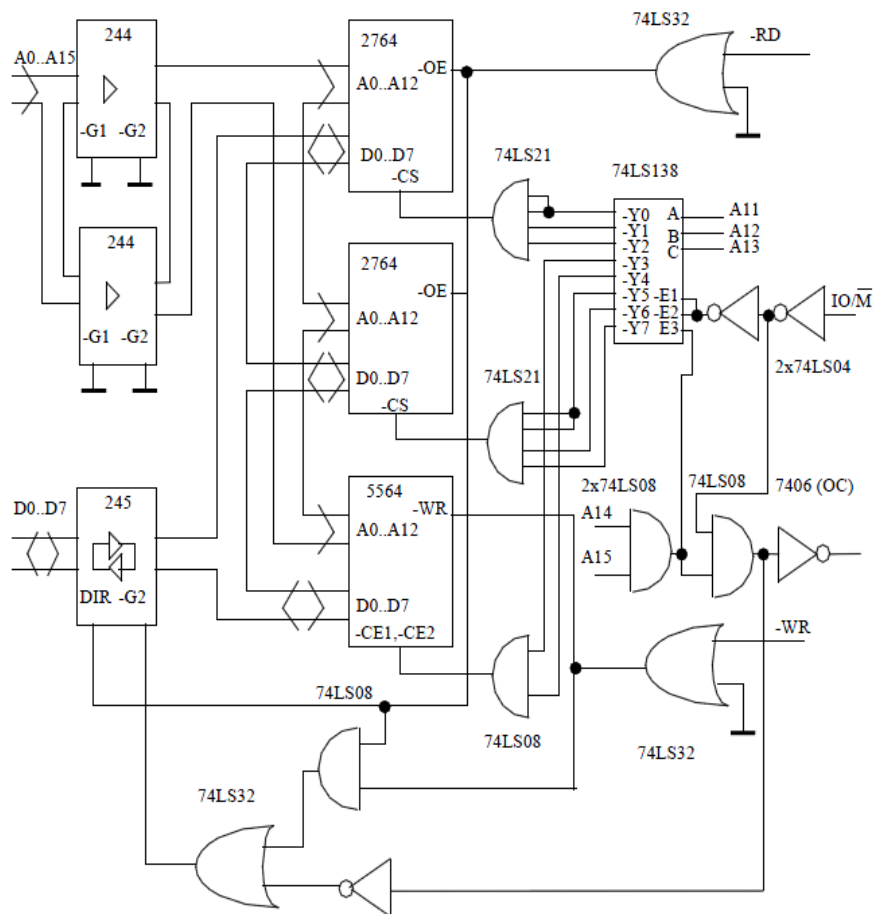 244
A0..A15
-G1 -G2
244
-G1 -G2
D0..D7
245
DIR -G2
2764
-OE
A0..A12
D0..D7
-CS
2764
-OE
A0..A12
D0..D7
-CS
5564
-WR
A0..A12
D0..D7
-CE1,-CE2
74LS32
-RD
74LS21
74LS138
-Y0 A A11
-Y1 B A12
-Y2 C A13
-Y3
-Y4
-Y5 -E1
-Y6 -E2
-Y7 E3
IO/M̅
2x74LS04
74LS21
2x74LS08
74LS08
7406 (OC)
A14
A15
-WR
74LS08
74LS08
74LS32
74LS32